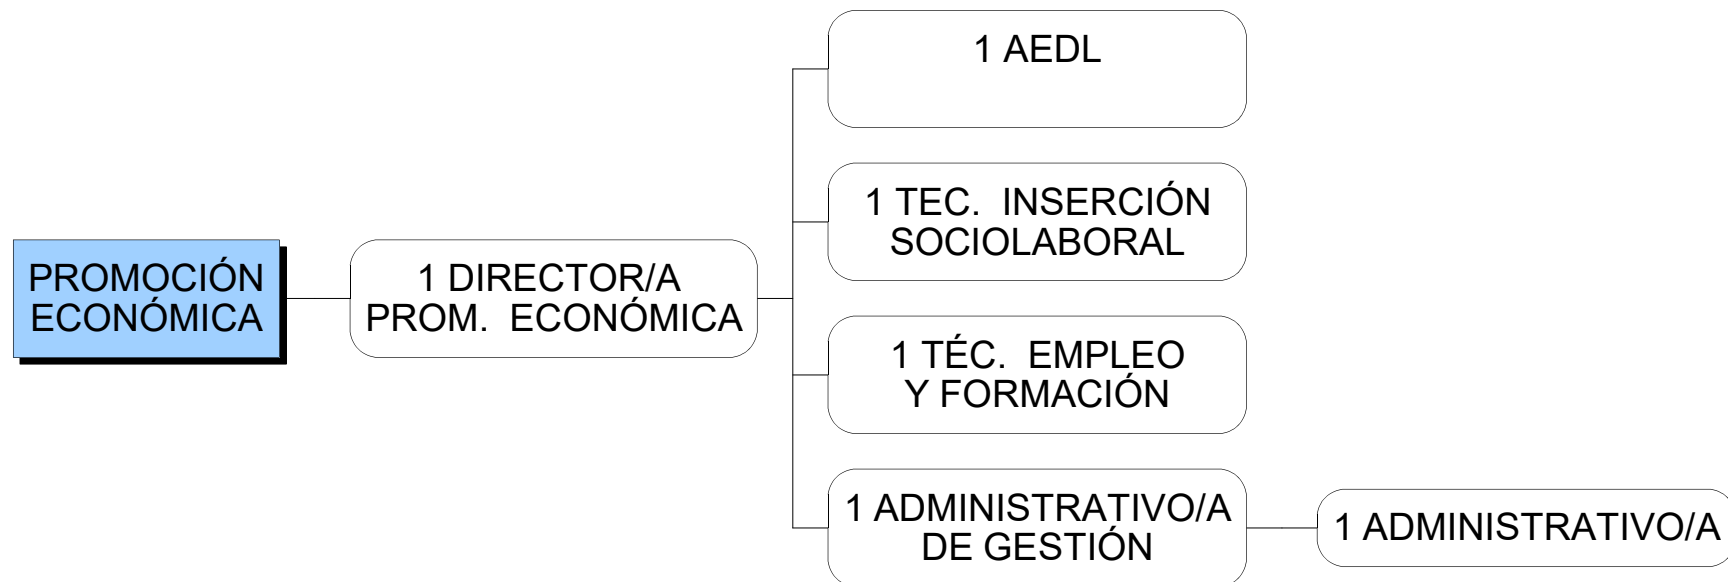 PROMOCIÓN
ECONÓMICA
1 DIRECTOR/A
PROM. ECONÓMICA
1 AEDL
1 TEC. INSERCIÓN
SOCIOLABORAL
1 TÉC. EMPLEO
Y FORMACIÓN
1 ADMINISTRATIVO/A
DE GESTIÓN
1 ADMINISTRATIVO/A